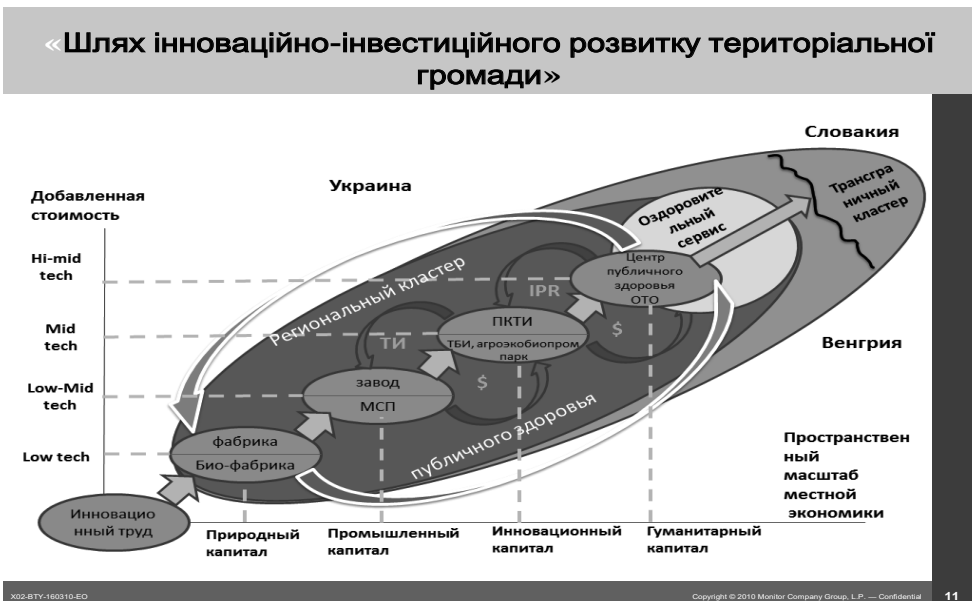 «Шлях інноваційно-інвестиційного розвитку територіальної
громади»
Словакия
Украина
Добавленная
стоимость
Трансгра
ничный
кластер
Оздоровите
льный
сервис
Hi-mid
tech
Центр
публичного
здоровья
ОТО
Региональный кластер
IPR
Mid
tech
ПКТИ
ТБИ, агроэкобиопром
парк
ТИ
$
Венгрия
Low-Mid
tech
завод
МСП
$
публичного здоровья
Low tech
фабрика
Био-фабрика
Пространствен
ный
масштаб
местной
экономики
Инновацио
нный труд
Природный
капитал
Промышленный
капитал
Инновационный
капитал
Гуманитарный
капитал
X02-BTY-160310-EO
Copyright © 2010 Monitor Company Group, L.P. — Confidential
11